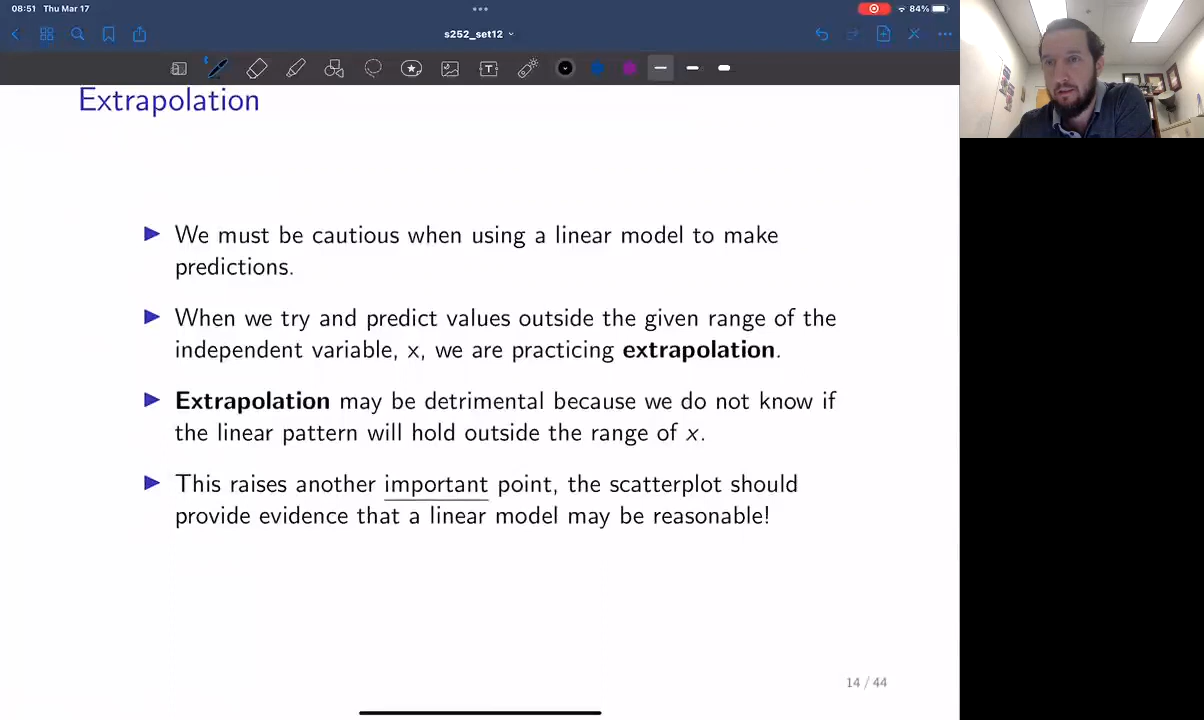 08:51 Thu Mar 17
84%
s252_set12
Extrapolation
We must be cautious when using a linear model to make
predictions.
When we try and predict values outside the given range of the
independent variable, x, we are practicing extrapolation.
Extrapolation may be detrimental because we do not know if
the linear pattern will hold outside the range of x.
This raises another important point, the scatterplot should
provide evidence that a linear model may be reasonable!
14 / 44